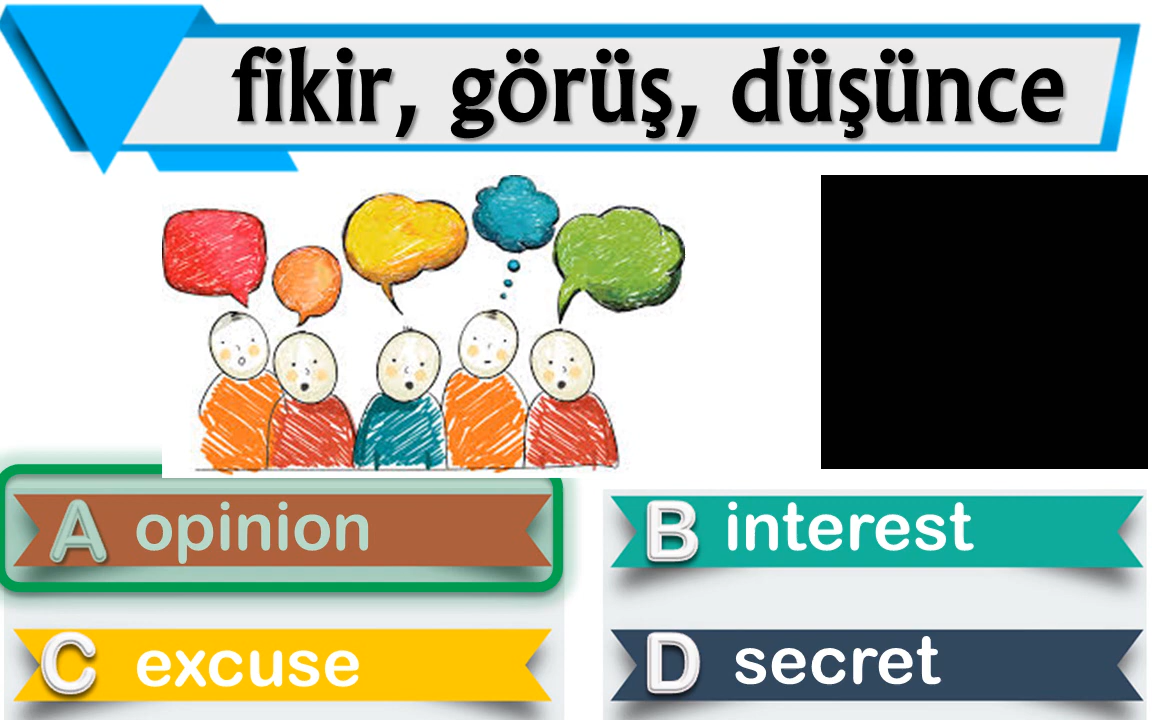 fikir, görüş, düşünce
A opinion
B interest
C excuse
D secret